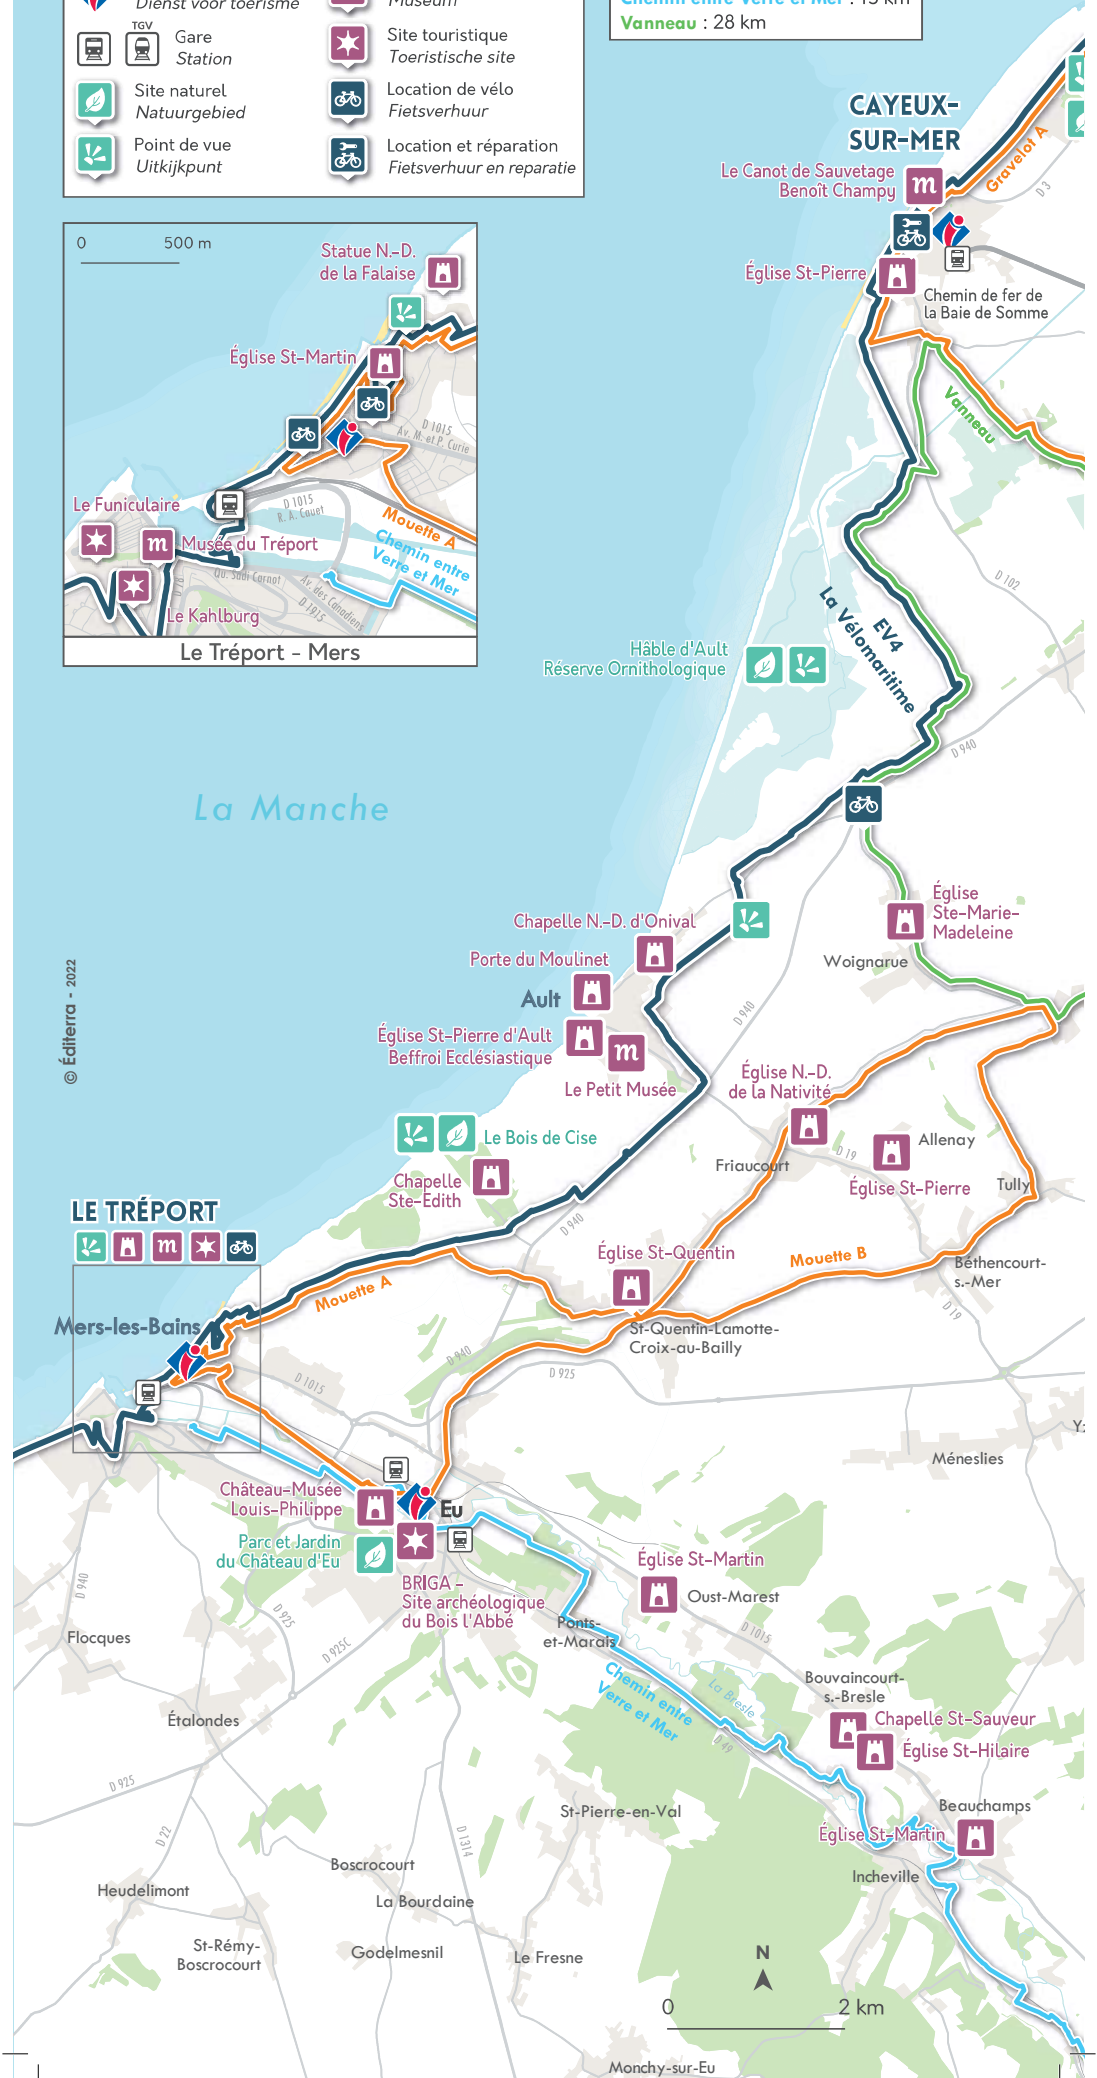 Dienst voor toerisme
Museum
TGV
Gare
Station
Site touristique
Toeristische site
Site naturel
Natuurgebied
Location de vélo
Fietsverhuur
Point de vue
Uitkijkpunt
Location et réparation
Fietsverhuur en reparatie
Chemin entre Verre et Mer : 15 km
Vanneau : 28 km
CAYEUX-
SUR-MER
Gravelot A
D 3
Le Canot de Sauvetage
Benoît Champy
Église St-Pierre
Chemin de fer de
la Baie de Somme
Vanneau
D 102
0 500 m
Statue N.-D.
de la Falaise
Église St-Martin
D 1015
Av. M. et P. Curie
Le Funiculaire
D 1015
R. A. Cauet
Mouette A
Musée du Tréport
Chemin entre
Verre et Mer
Qu. Sadi Carnot
Av. des Canadiens
D 1915
Le Kahlburg
Le Tréport - Mers
EV4
La Vélomaritime
Hâble d'Ault
Réserve Ornithologique
D 940
La Manche
Église
Ste-Marie-
Madeleine
Woignarue
Chapelle N.-D. d'Onival
Porte du Moulinet
Ault
D 940
Église St-Pierre d'Ault
Beffroi Ecclésiastique
Le Petit Musée
© Éditerra - 2022
Église N.-D.
de la Nativité
Le Bois de Cise
Chapelle
Ste-Edith
Friaucourt
D 19
Allenay
Église St-Pierre
Tully
LE TRÉPORT
D 940
Église St-Quentin
Mouette B
Béthencourt-
s.-Mer
D 19
Mouette A
Mers-les-Bains
St-Quentin-Lamotte-
Croix-au-Bailly
D 940
D 925
D 1015
Méneslies
Château-Musée
Louis-Philippe
Eu
Parc et Jardin
du Château d'Eu
BRIGA –
Site archéologique
du Bois l'Abbé
Église St-Martin
Oust-Marest
D 940
D 925
D 925C
Flocques
Ponts-
et-Marais
D 1015
Chemin entre
Verre et Mer
La Bresle
D 49
Bouvaincourt-
s.-Bresle
Chapelle St-Sauveur
Église St-Hilaire
Étalondes
D 925
D 22
D 1314
St-Pierre-en-Val
Beauchamps
Église St-Martin
Incheville
Boscrocourt
Heudelimont
La Bourdaine
St-Rémy-
Boscrocourt
Godelmesnil
Le Fresne
N
0 2 km
Monchy-sur-Eu